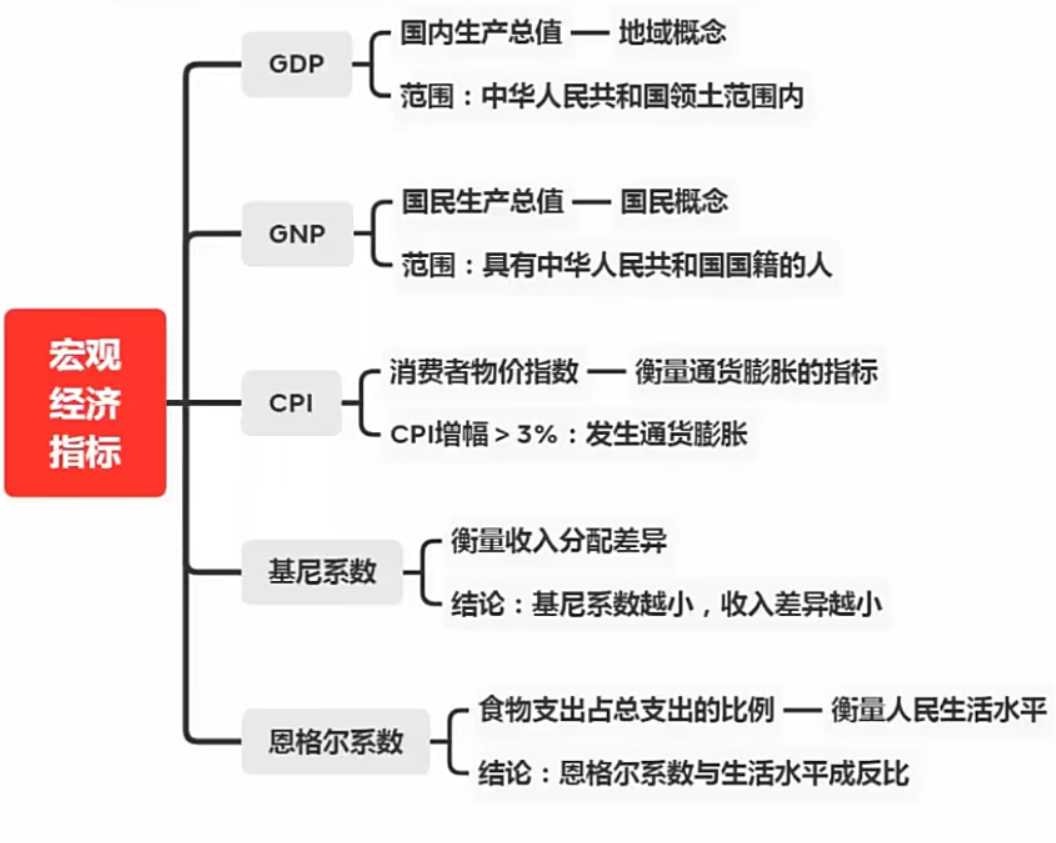 宏观
经济
指标
GDP
国内生产总值 — 地域概念
范围：中华人民共和国领土范围内
GNP
国民生产总值 — 国民概念
范围：具有中华人民共和国国籍的人
CPI
消费者物价指数 — 衡量通货膨胀的指标
CPI增幅 > 3%：发生通货膨胀
基尼系数
衡量收入分配差异
结论：基尼系数越小，收入差异越小
恩格尔系数
食物支出占总支出的比例 — 衡量人民生活水平
结论：恩格尔系数与生活水平成反比